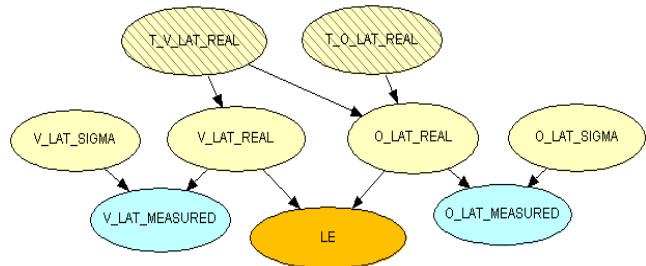 T_V_LAT_REAL
T_O_LAT_REAL
V_LAT_SIGMA
V_LAT_REAL
O_LAT_REAL
O_LAT_SIGMA
V_LAT_MEASURED
LE
O_LAT_MEASURED